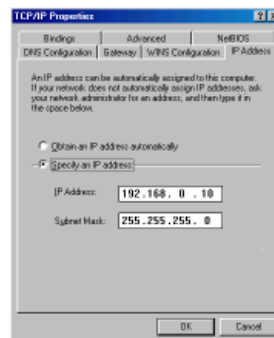 TCP/IP Properties
Bindings Advanced NetBIOS
DNS Configuration Gateway WINS Configuration IP Address
An IP address can be automatically assigned to this computer.
If your network does not automatically assign IP addresses, ask
your network administrator for an address, and then type it in
the space below.
Obtain an IP address automatically
Specify an IP address:
IP Address: 192.168. 0 .10
Subnet Mask: 255.255.255. 0
OK Cancel